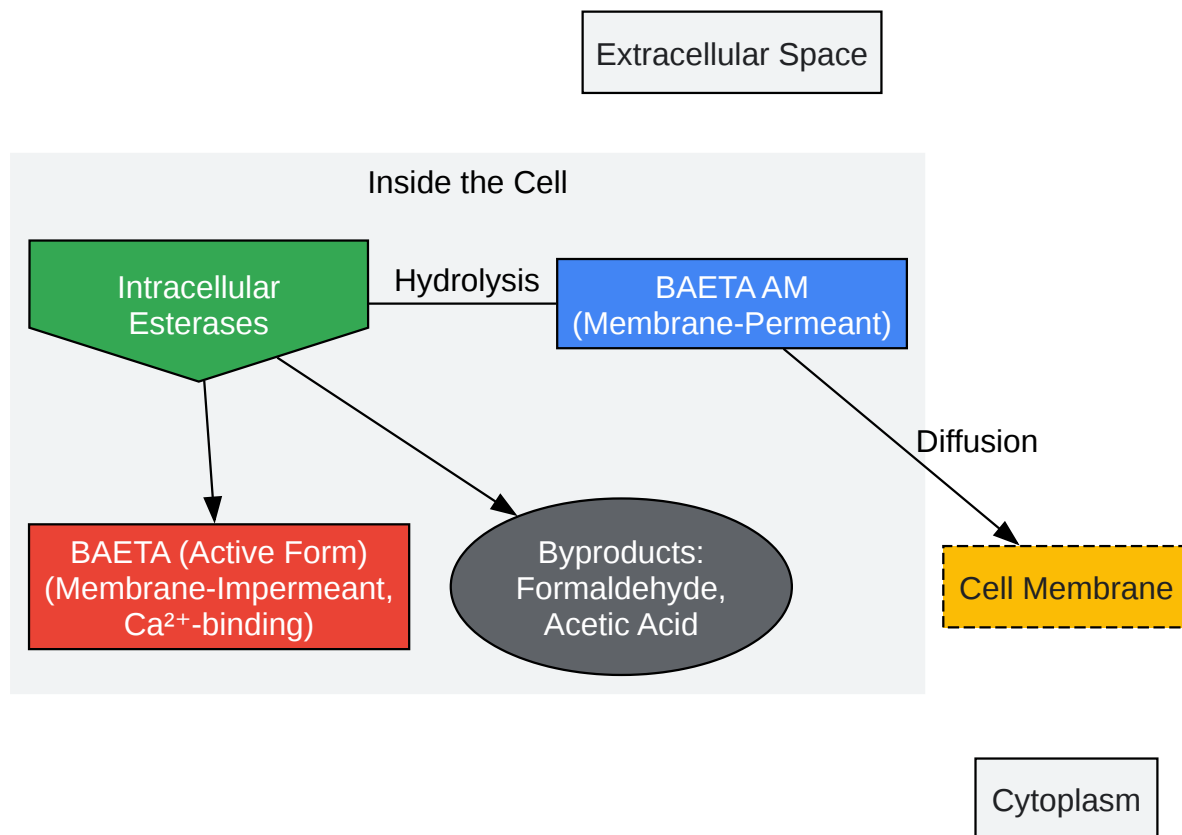 Extracellular Space
Inside the Cell
Intracellular
Esterases
Hydrolysis
BAETA AM
(Membrane-Permeant)
Diffusion
BAETA (Active Form)
(Membrane-Impermeant,
Ca²⁺-binding)
Byproducts:
Formaldehyde,
Acetic Acid
Cell Membrane
Cytoplasm